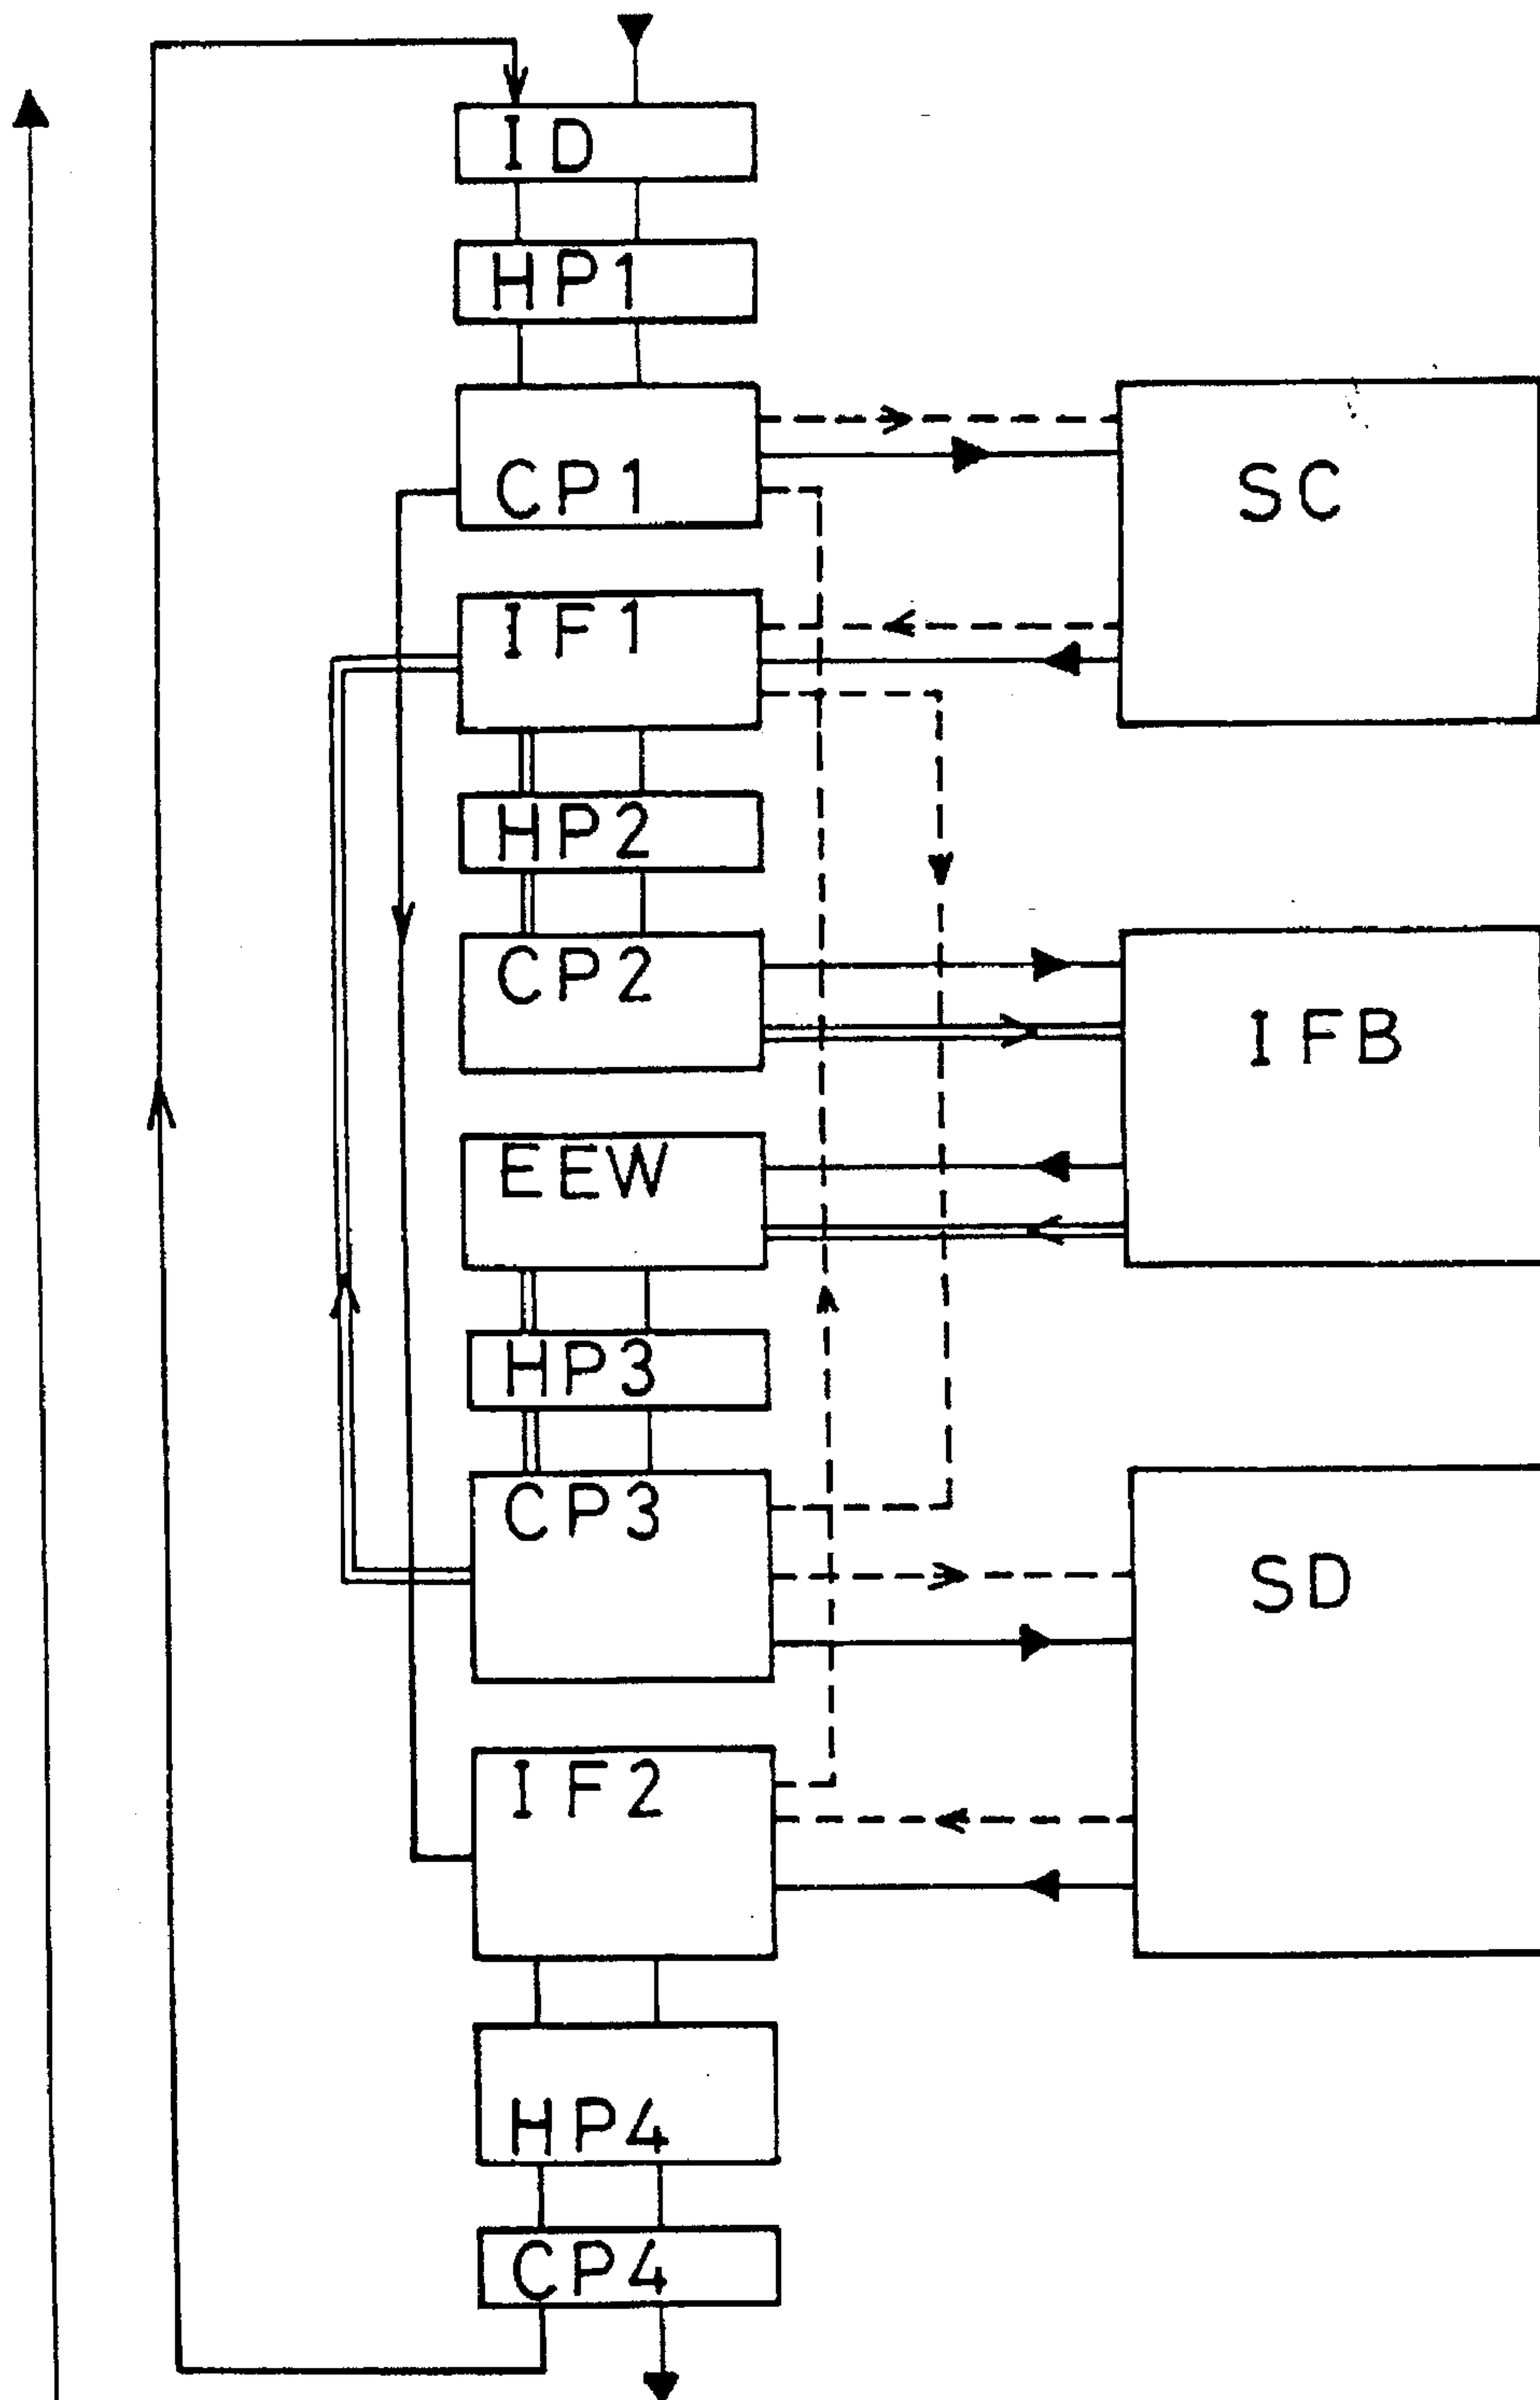 ID
HP1
CP1
SC
IF1
HP2
CP2
IFB
EEW
HP3
CP3
SD
IF2
HP4
CP4